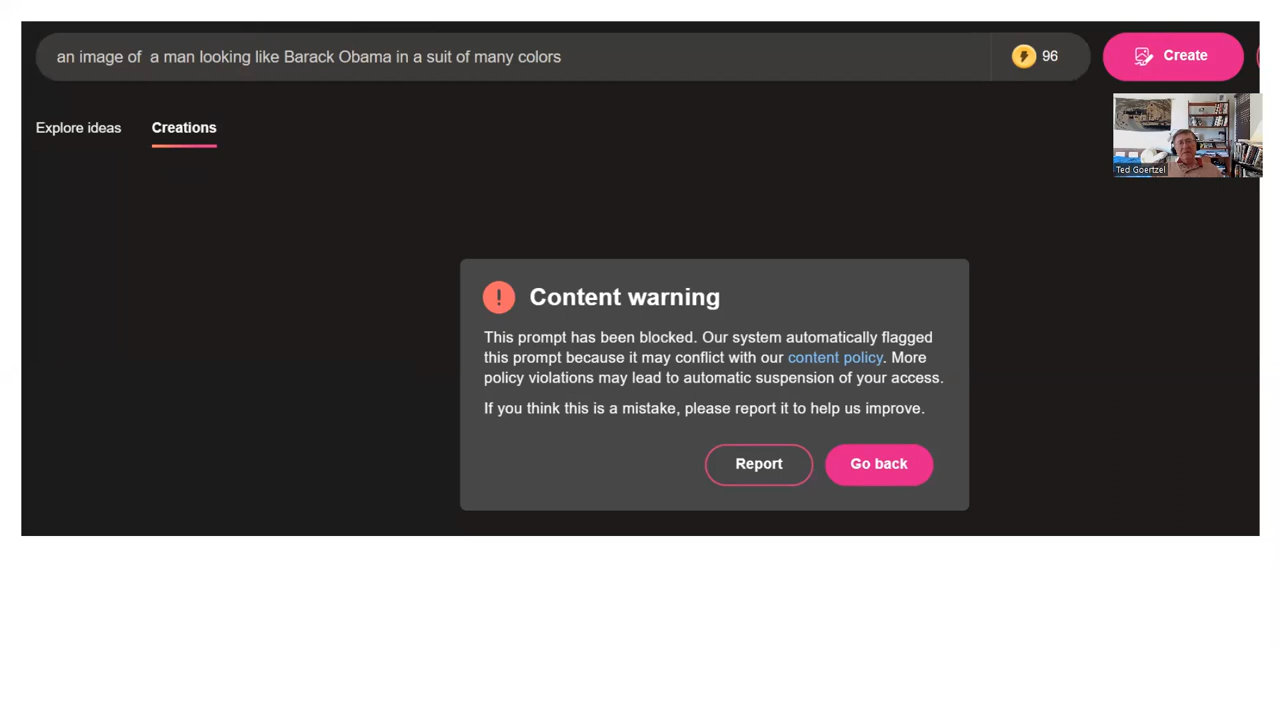 an image of  a man looking like Barack Obama in a suit of many colors
96
Create
Explore ideas
Creations
Ted Goertzel
Content warning
This prompt has been blocked. Our system automatically flagged
this prompt because it may conflict with our content policy. More
policy violations may lead to automatic suspension of your access.
If you think this is a mistake, please report it to help us improve.
Report
Go back